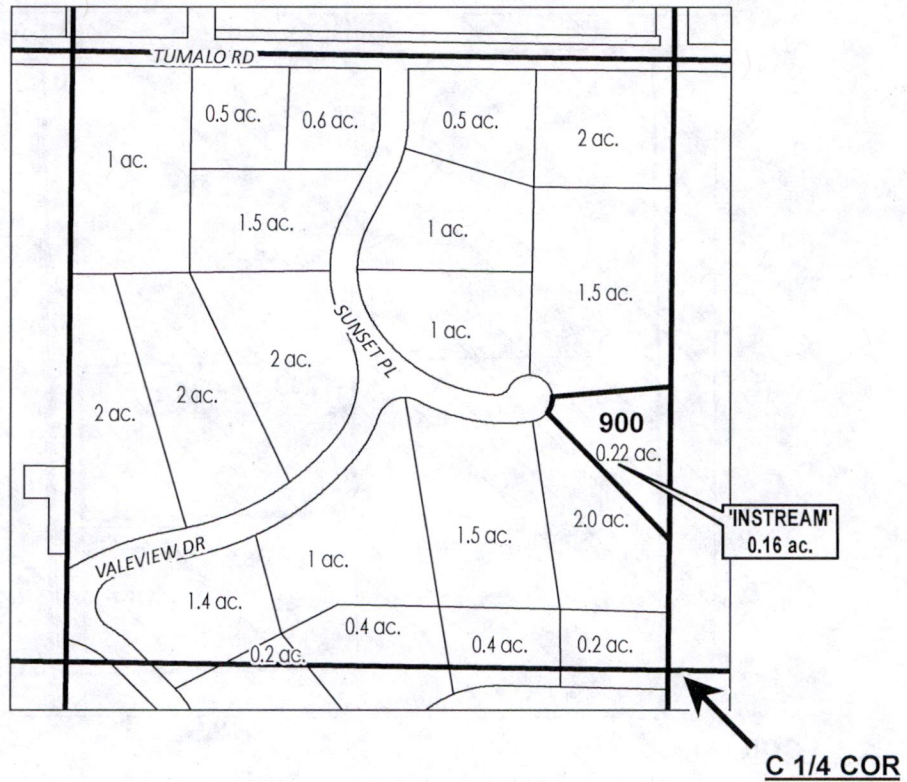 TUMALO RD
0.5 ac.
0.6 ac.
0.5 ac.
2 ac.
1 ac.
1.5 ac.
1 ac.
1.5 ac.
SUNSET PL
1 ac.
2 ac.
2 ac.
2 ac.
900
0.22 ac.
'INSTREAM'
0.16 ac.
2.0 ac.
1.5 ac.
VALEVIEW DR
1 ac.
1.4 ac.
0.4 ac.
0.4 ac.
0.2 ac.
0.2 ac.
C 1/4 COR